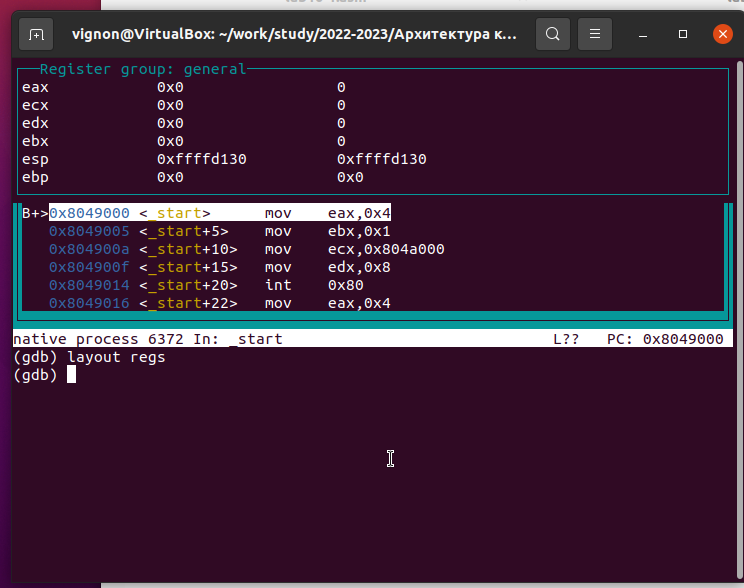 vignon@VirtualBox: ~/work/study/2022-2023/Архитектура к...
Register group: general
eax 0x0 0
ecx 0x0 0
edx 0x0 0
ebx 0x0 0
esp 0xffffd130 0xffffd130
ebp 0x0 0x0
B+>0x8049000 <_start> mov eax,0x4
0x8049005 <_start+5> mov ebx,0x1
0x804900a <_start+10> mov ecx,0x804a000
0x804900f <_start+15> mov edx,0x8
0x8049014 <_start+20> int 0x80
0x8049016 <_start+22> mov eax,0x4
native process 6372 In: _start L?? PC: 0x8049000
(gdb) layout regs
(gdb)